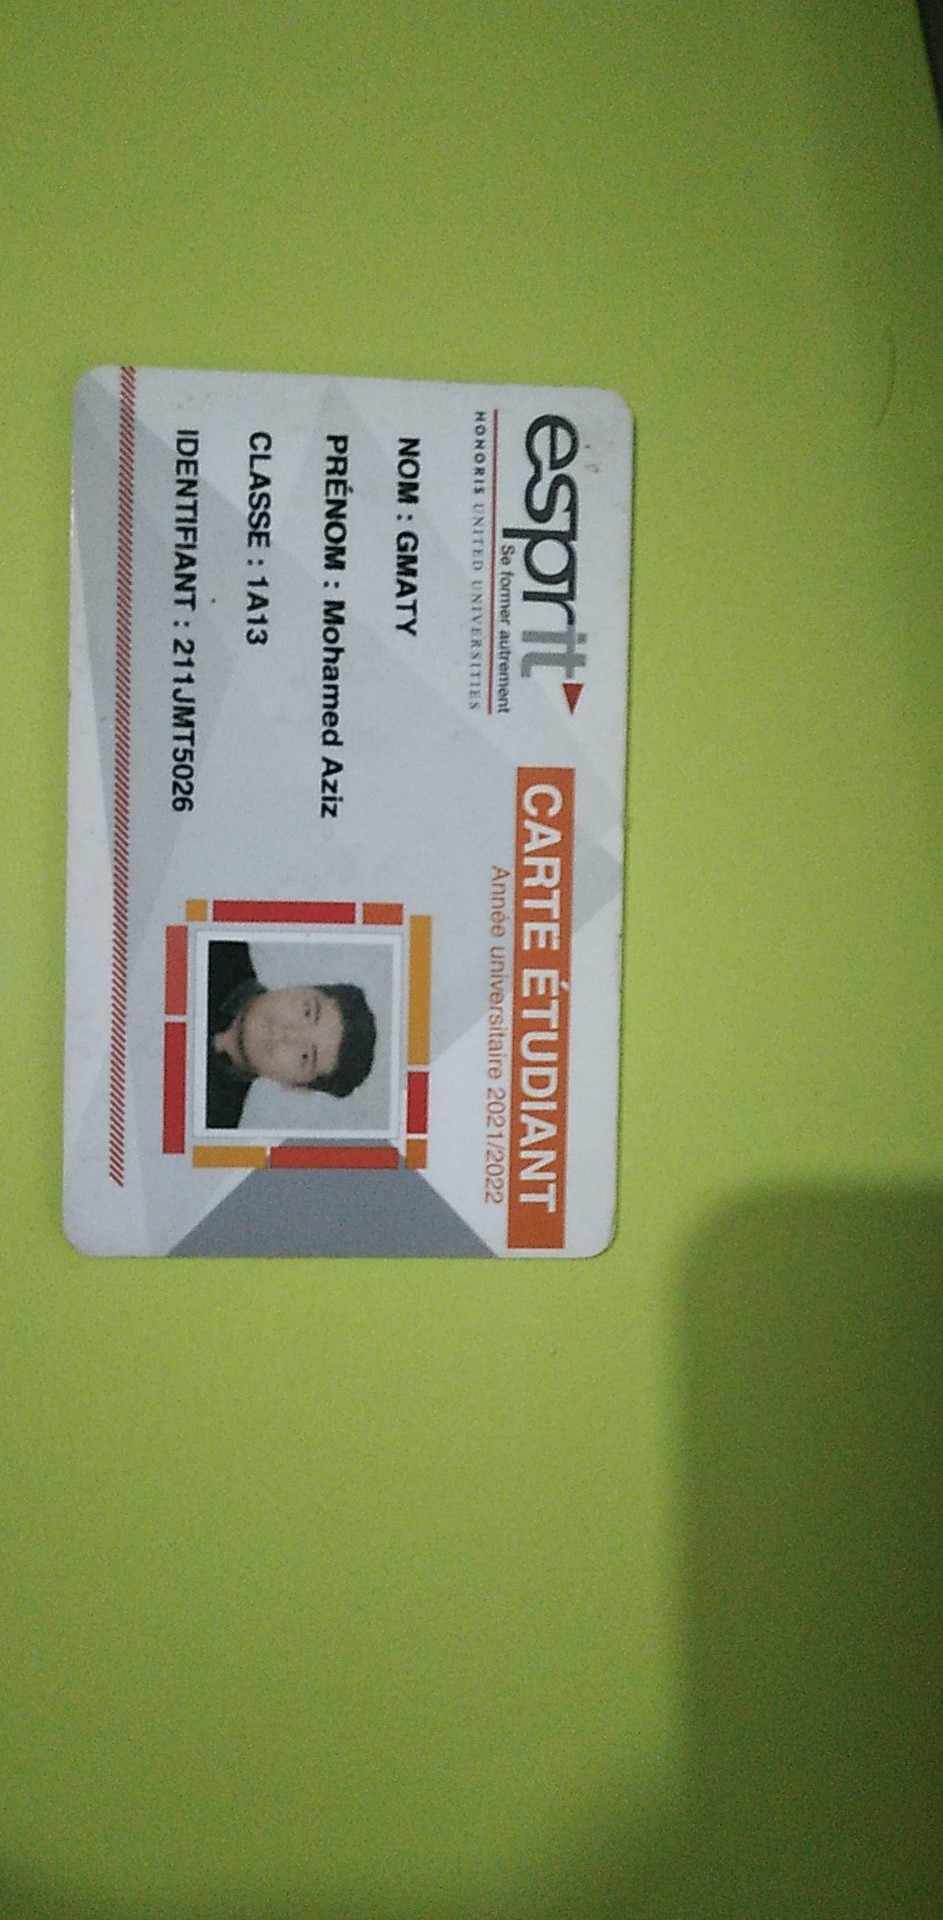 esprit
Se former autrement
HONORIS UNITED UNIVERSITIES
CARTE ÉTUDIANT
Année universitaire 2021/2022
NOM : GMATY
PRÉNOM : Mohamed Aziz
CLASSE : 1A13
IDENTIFIANT : 211JMT5026